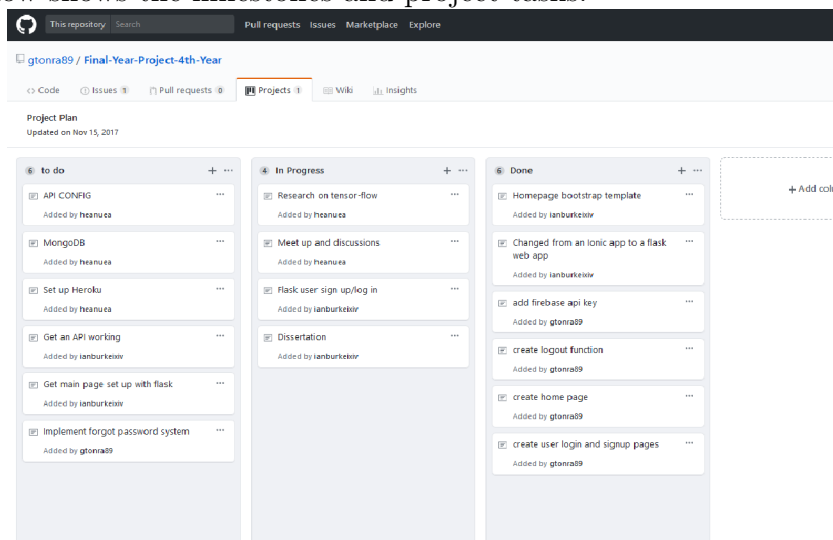 ow shows the milestones and project tasks.
This repository Search Pull requests Issues Marketplace Explore
gtonra89 / Final-Year-Project-4th-Year
Code Issues 1 Pull requests 0 Projects 1 Wiki Insights
Project Plan
Updated on Nov 15, 2017
6 to do
API CONFIG
Added by heanuea
MongoDB
Added by heanuea
Set up Heroku
Added by heanuea
Get an API working
Added by ianburkeixiv
Get main page set up with flask
Added by ianburkeixiv
Implement forgot password system
Added by gtonra89
4 In Progress
Research on tensor-flow
Added by heanuea
Meet up and discussions
Added by heanuea
Flask user sign up/log in
Added by ianburkeixiv
Dissertation
Added by ianburkeixiv
6 Done
Homepage bootstrap template
Added by ianburkeixiv
Changed from an Ionic app to a flask
web app
Added by ianburkeixiv
add firebase api key
Added by gtonra89
create logout function
Added by gtonra89
create home page
Added by gtonra89
create user login and signup pages
Added by gtonra89
+ Add colu